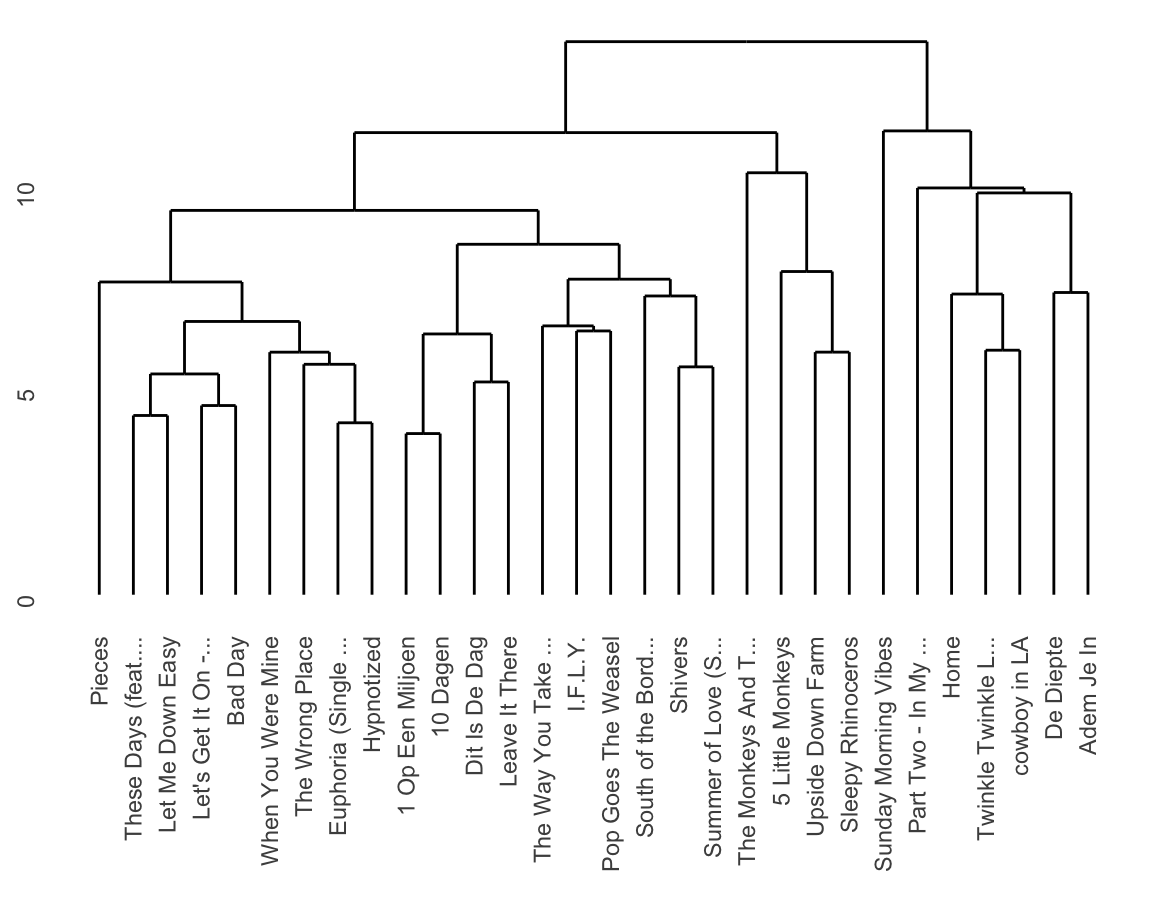 10
5
0
Pieces
These Days (feat....
Let Me Down Easy
Let's Get It On -...
Bad Day
When You Were Mine
The Wrong Place
Euphoria (Single ...
Hypnotized
1 Op Een Miljoen
10 Dagen
Dit Is De Dag
Leave It There
The Way You Take ...
I.F.L.Y.
Pop Goes The Weasel
South of the Bord...
Shivers
Summer of Love (S...
The Monkeys And T...
5 Little Monkeys
Upside Down Farm
Sleepy Rhinoceros
Sunday Morning Vibes
Part Two - In My ...
Home
Twinkle Twinkle L...
cowboy in LA
De Diepte
Adem Je In